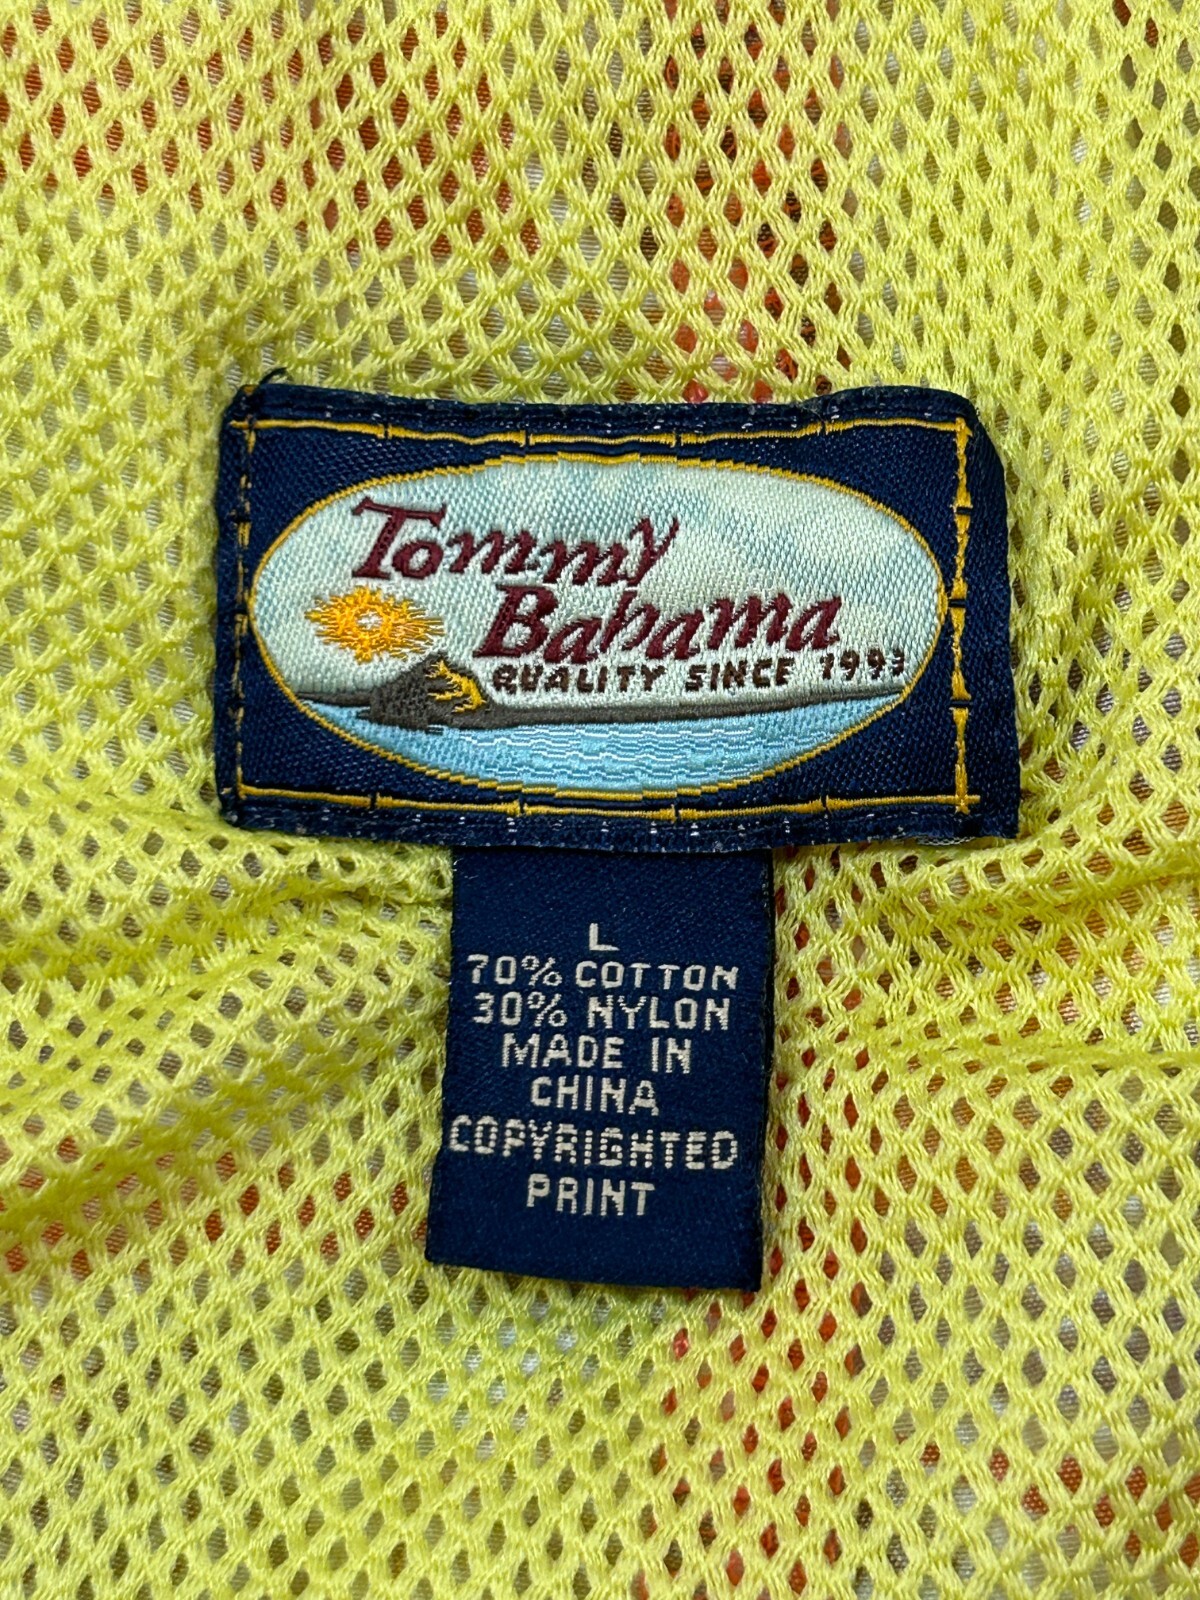 Tommy
Bahama
QUALITY SINCE 1993
L
70% COTTON
30% NYLON
MADE IN
CHINA
COPYRIGHTED
PRINT